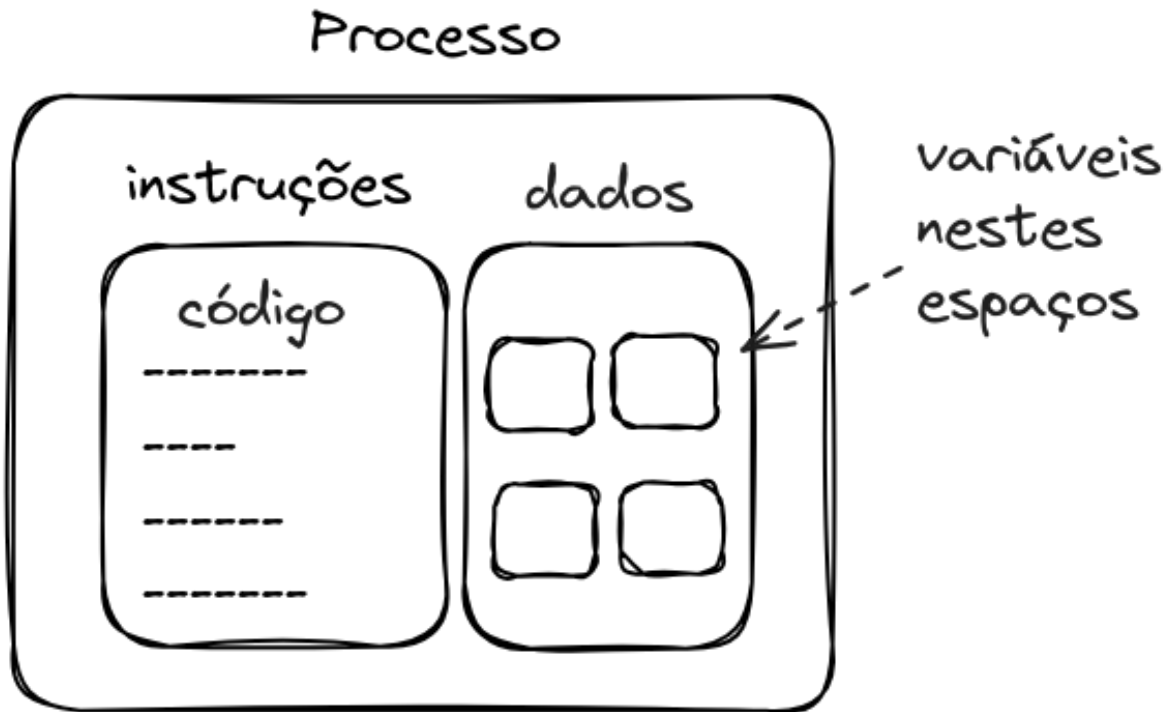 Processo
instruções
dados
código
variáveis
nestes
espaços